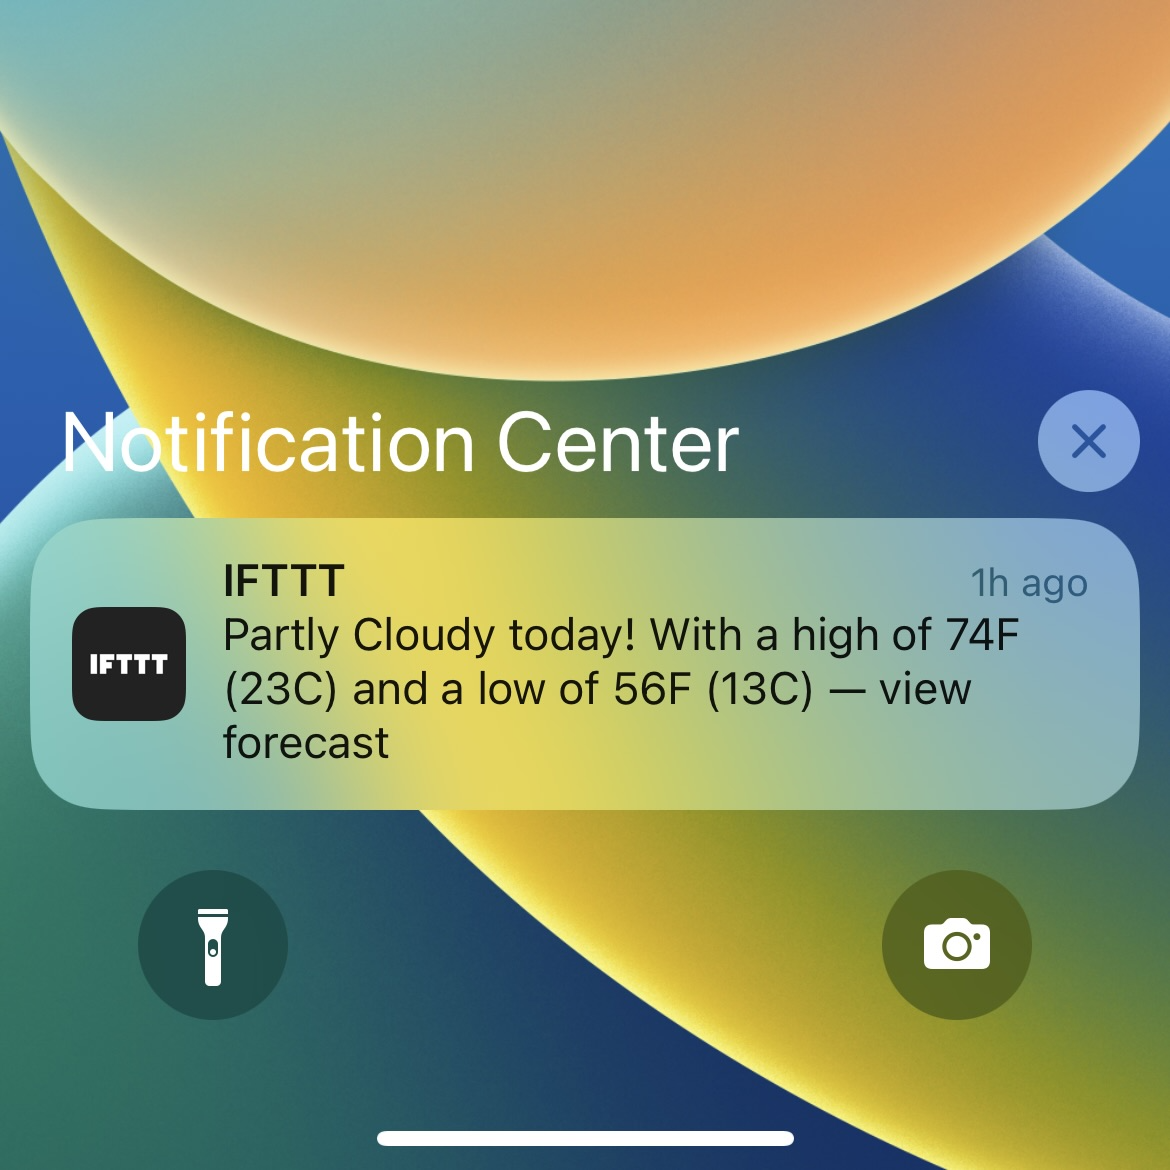 Notification Center
IFTTT
1h ago
IFTTT
Partly Cloudy today! With a high of 74F
(23C) and a low of 56F (13C) — view
forecast